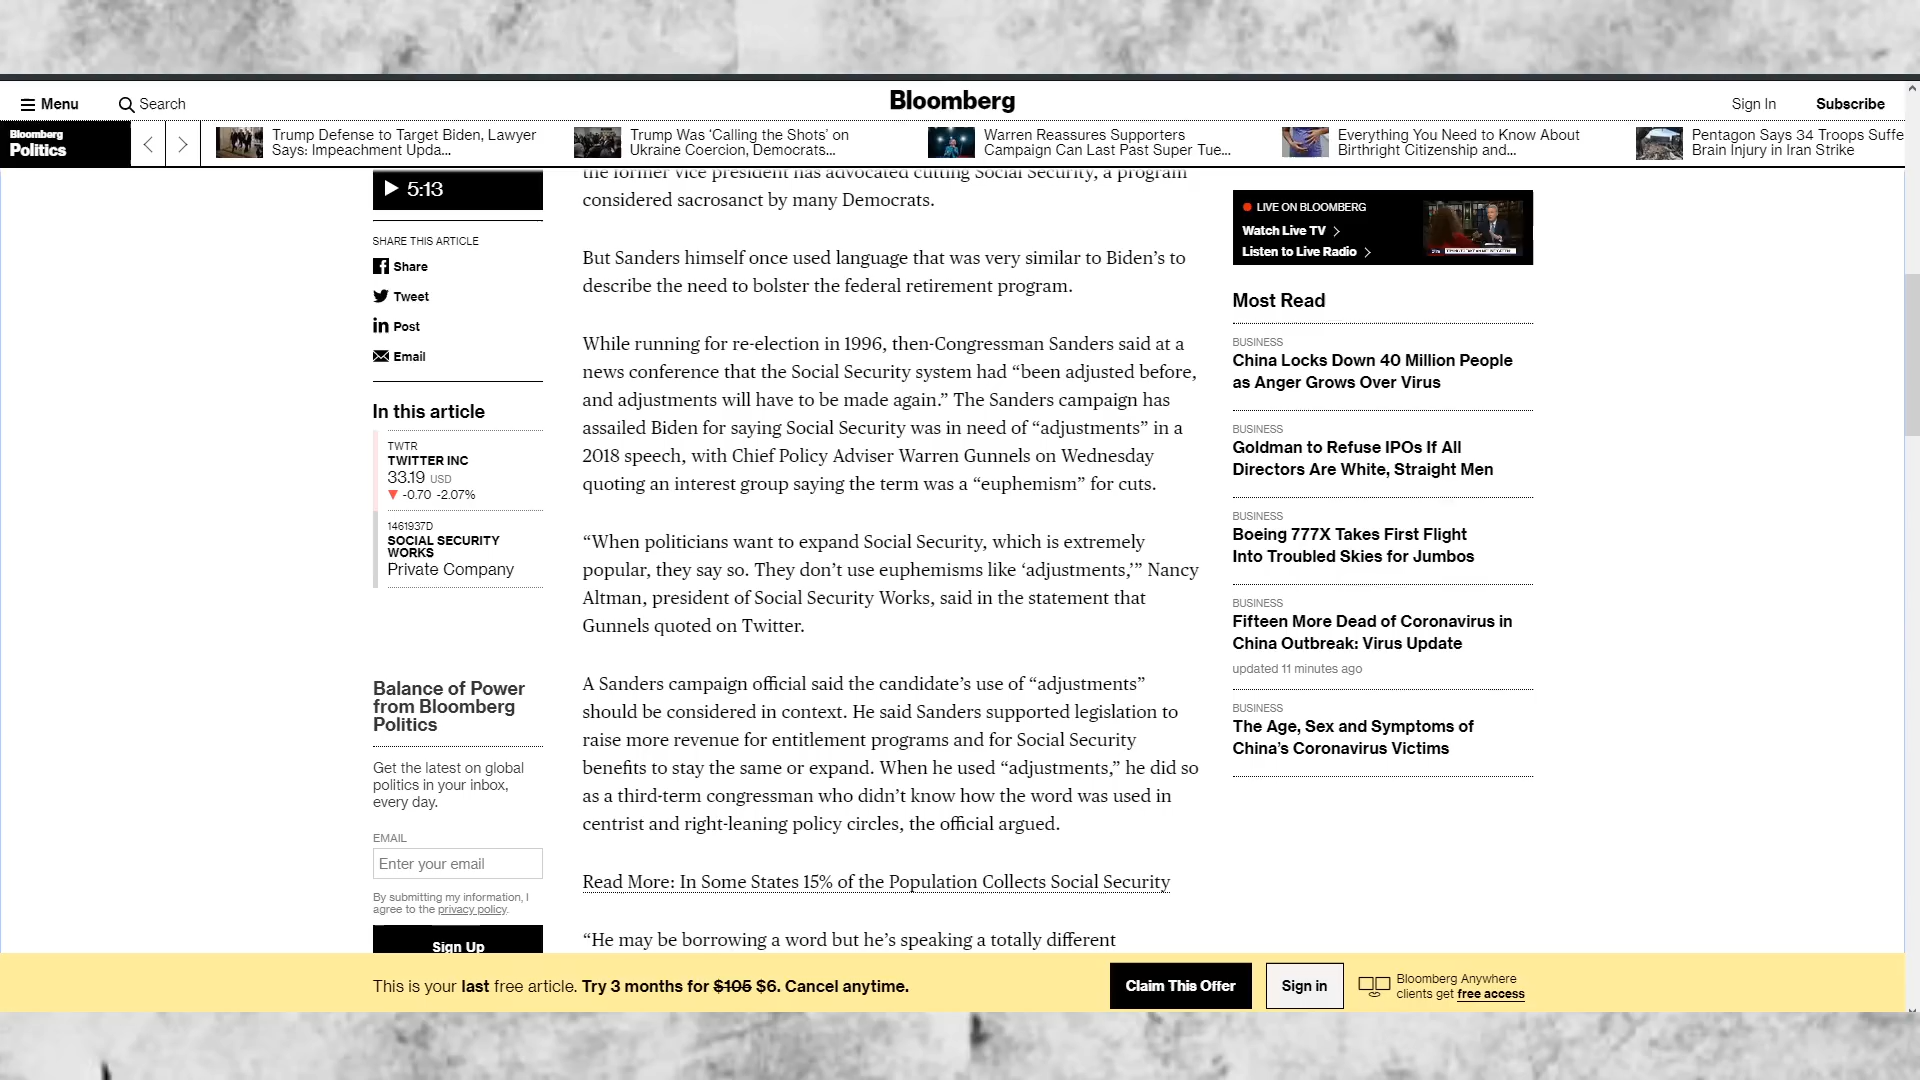 Menu
Search
Bloomberg
Sign In
Subscribe
Bloomberg
Politics
Trump Defense to Target Biden, Lawyer
Says: Impeachment Upda...
Trump Was ‘Calling the Shots’ on
Ukraine Coercion, Democrats...
Warren Reassures Supporters
Campaign Can Last Past Super Tue...
Everything You Need to Know About
Birthright Citizenship and...
Pentagon Says 34 Troops Suffe
Brain Injury in Iran Strike
5:13
SHARE THIS ARTICLE
Share
Tweet
Post
Email
In this article
TWTR
TWITTER INC
33.19 USD
▼ -0.70 -2.07%
1461937D
SOCIAL SECURITY
WORKS
Private Company
Balance of Power
from Bloomberg
Politics
Get the latest on global
politics in your inbox,
every day.
EMAIL
Enter your email
By submitting my information, I
agree to the privacy policy.
Sign Up
the former vice president has advocated cutting Social Security, a program
considered sacrosanct by many Democrats.
But Sanders himself once used language that was very similar to Biden’s to
describe the need to bolster the federal retirement program.
While running for re-election in 1996, then-Congressman Sanders said at a
news conference that the Social Security system had “been adjusted before,
and adjustments will have to be made again.” The Sanders campaign has
assailed Biden for saying Social Security was in need of “adjustments” in a
2018 speech, with Chief Policy Adviser Warren Gunnels on Wednesday
quoting an interest group saying the term was a “euphemism” for cuts.
“When politicians want to expand Social Security, which is extremely
popular, they say so. They don’t use euphemisms like ‘adjustments,’” Nancy
Altman, president of Social Security Works, said in the statement that
Gunnels quoted on Twitter.
A Sanders campaign official said the candidate’s use of “adjustments”
should be considered in context. He said Sanders supported legislation to
raise more revenue for entitlement programs and for Social Security
benefits to stay the same or expand. When he used “adjustments,” he did so
as a third-term congressman who didn’t know how the word was used in
centrist and right-leaning policy circles, the official argued.
Read More: In Some States 15% of the Population Collects Social Security
“He may be borrowing a word but he’s speaking a totally different
LIVE ON BLOOMBERG
Watch Live TV
Listen to Live Radio
Most Read
BUSINESS
China Locks Down 40 Million People
as Anger Grows Over Virus
BUSINESS
Goldman to Refuse IPOs If All
Directors Are White, Straight Men
BUSINESS
Boeing 777X Takes First Flight
Into Troubled Skies for Jumbos
BUSINESS
Fifteen More Dead of Coronavirus in
China Outbreak: Virus Update
updated 11 minutes ago
BUSINESS
The Age, Sex and Symptoms of
China’s Coronavirus Victims
This is your last free article. Try 3 months for $105 $6. Cancel anytime.
Claim This Offer
Sign in
Bloomberg Anywhere
clients get free access